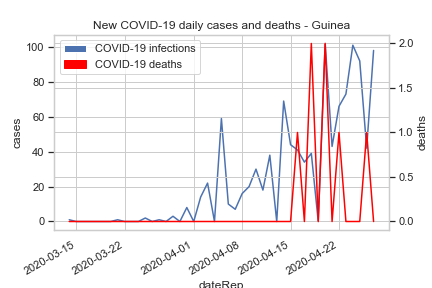 New COVID-19 daily cases and deaths - Guinea
COVID-19 infections
COVID-19 deaths
100
80
60
40
20
0
cases
2.0
1.5
1.0
0.5
0.0
deaths
2020-03-15
2020-03-22
2020-04-01
2020-04-08
2020-04-15
2020-04-22
dateRep